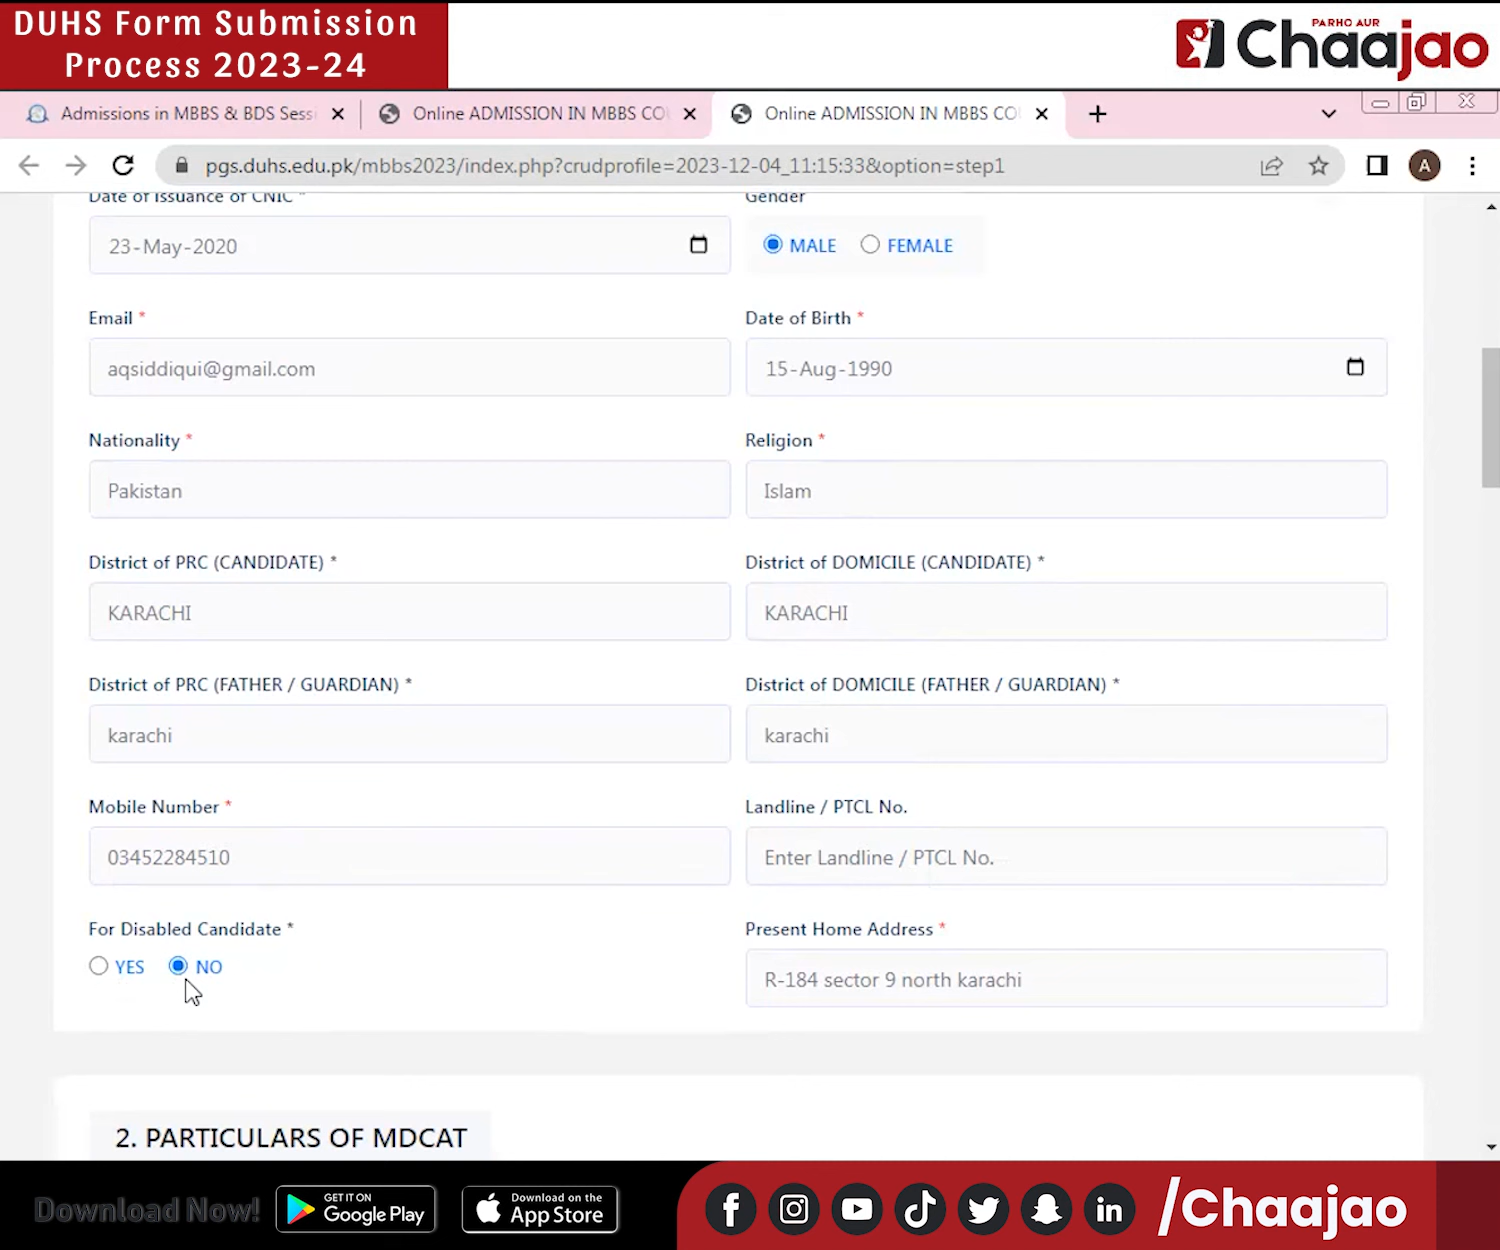 DUHS Form Submission
Process 2023-24
PARHO AUR
Chaajao
Admissions in MBBS & BDS Sessi
Online ADMISSION IN MBBS CO
Online ADMISSION IN MBBS CO
pgs.duhs.edu.pk/mbbs2023/index.php?crudprofile=2023-12-04_11:15:33&option=step1
A
Date of Issuance of CNIC *
Gender
23-May-2020
MALE
FEMALE
Email *
Date of Birth *
aqsiddiqui@gmail.com
15-Aug-1990
Nationality *
Religion *
Pakistan
Islam
District of PRC (CANDIDATE) *
District of DOMICILE (CANDIDATE) *
KARACHI
KARACHI
District of PRC (FATHER / GUARDIAN) *
District of DOMICILE (FATHER / GUARDIAN) *
karachi
karachi
Mobile Number *
Landline / PTCL No.
03452284510
Enter Landline / PTCL No.
For Disabled Candidate *
Present Home Address *
YES
NO
R-184 sector 9 north karachi
2. PARTICULARS OF MDCAT
Download Now!
GET IT ON
Google Play
Download on the
App Store
/Chaajao